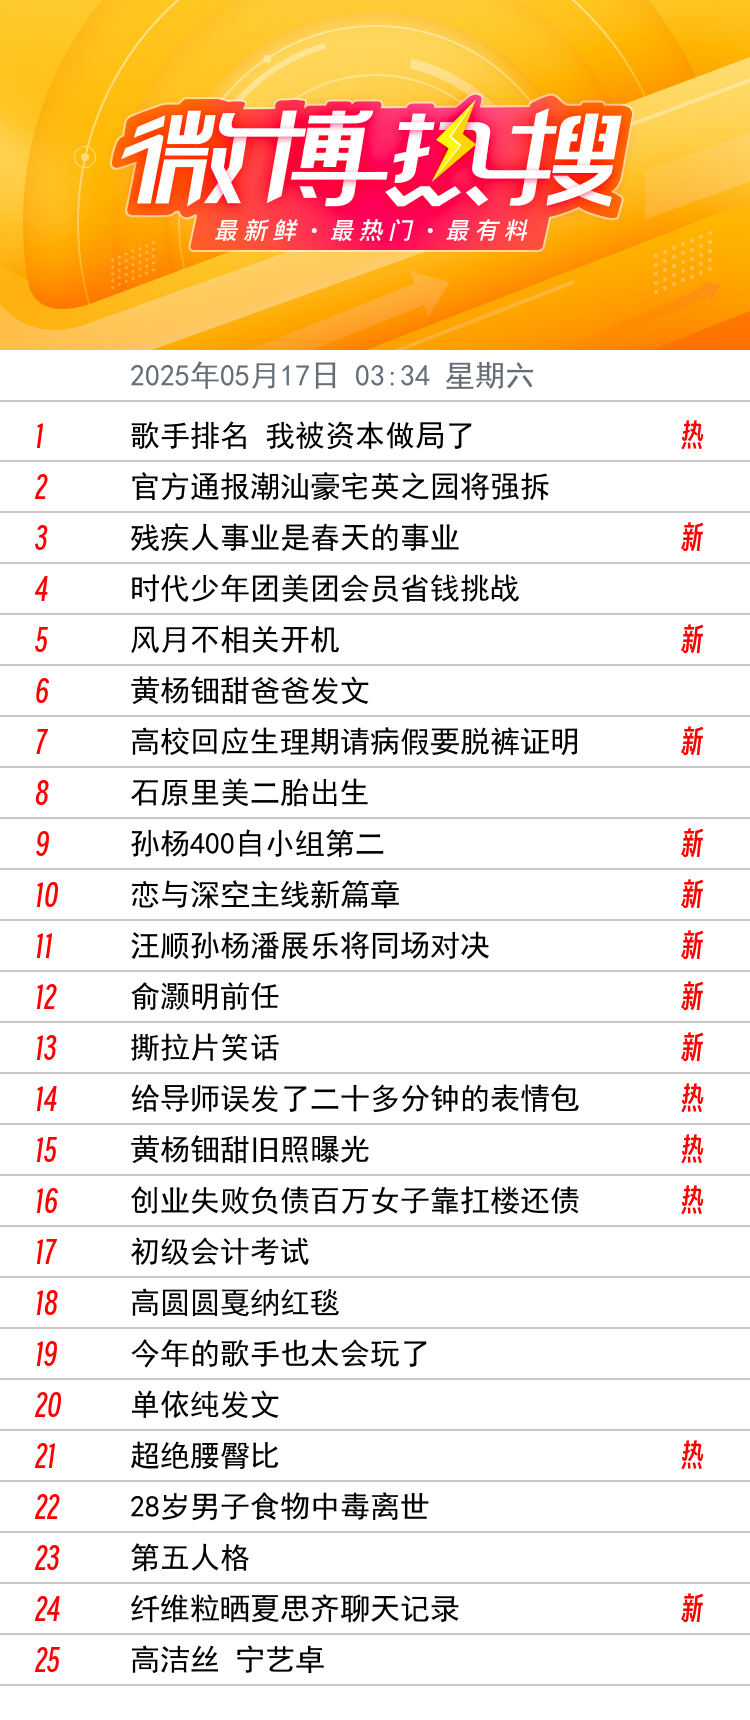 微博热搜
最新鲜·最热门·最有料
2025年05月17日 03:34 星期六
1 歌手排名 我被资本做局了 热
2 官方通报潮汕豪宅英之园将强拆
3 残疾人事业是春天的事业 新
4 时代少年团美团会员省钱挑战
5 风月不相关开机 新
6 黄杨钿甜爸爸发文
7 高校回应生理期请病假要脱裤证明 新
8 石原里美二胎出生
9 孙杨400自小组第二 新
10 恋与深空主线新篇章 新
11 汪顺孙杨潘展乐将同场对决 新
12 俞灏明前任 新
13 撕拉片笑话 新
14 给导师误发了二十多分钟的表情包 热
15 黄杨钿甜旧照曝光 热
16 创业失败负债百万女子靠扛楼还债 热
17 初级会计考试
18 高圆圆戛纳红毯
19 今年的歌手也太会玩了
20 单依纯发文
21 超绝腰臀比 热
22 28岁男子食物中毒离世
23 第五人格
24 纤维粒晒夏思齐聊天记录 新
25 高洁丝 宁艺卓